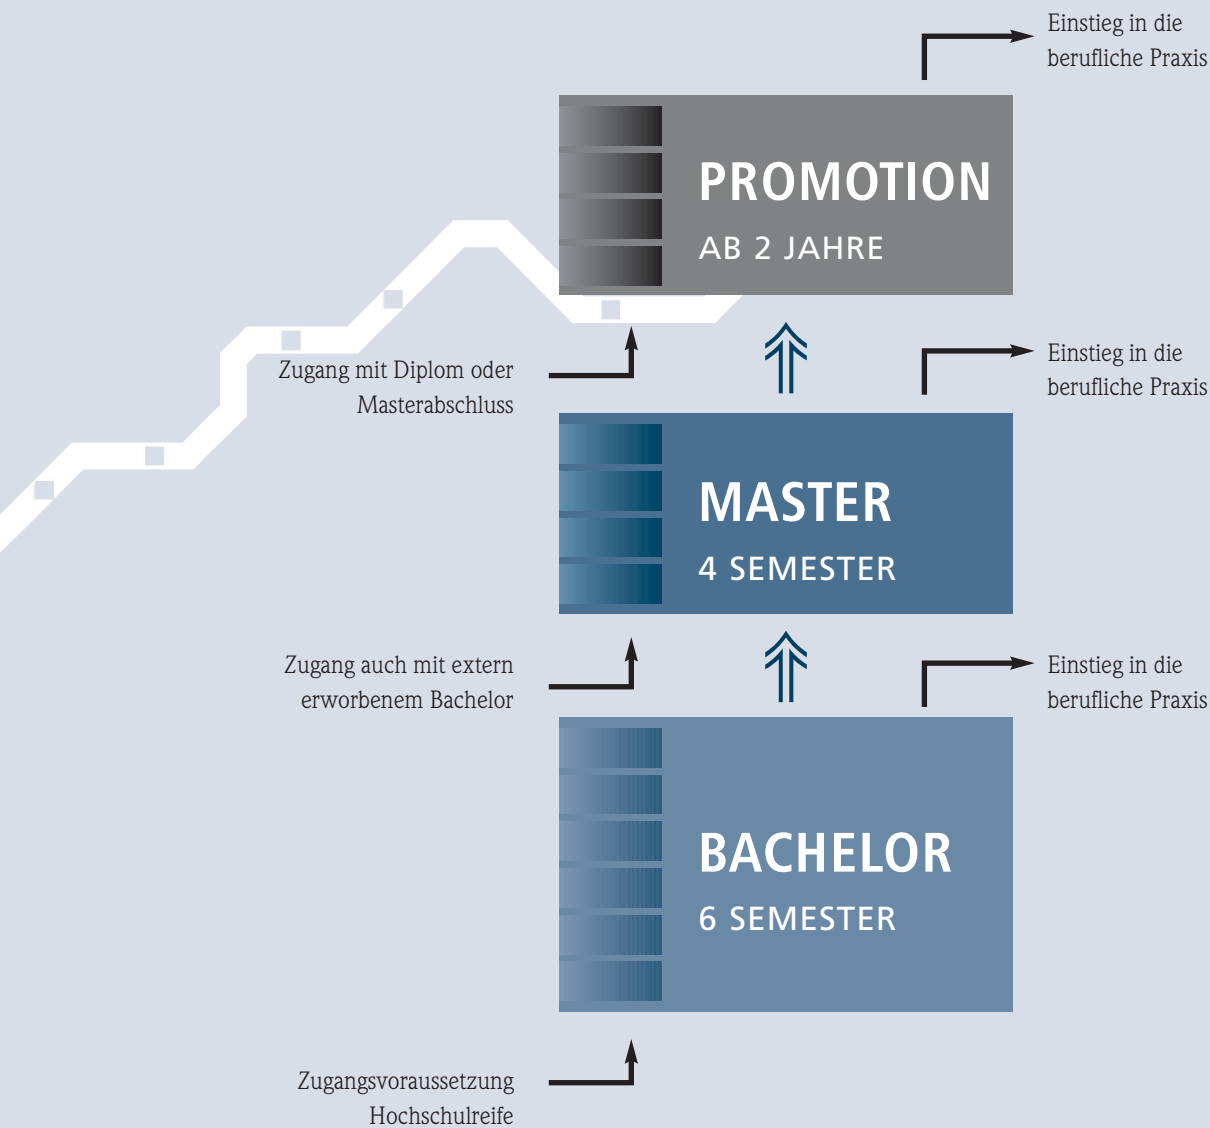 Einstieg in die
berufliche Praxis
PROMOTION
AB 2 JAHRE
Zugang mit Diplom oder
Masterabschluss
Einstieg in die
berufliche Praxis
MASTER
4 SEMESTER
Zugang auch mit extern
erworbenem Bachelor
Einstieg in die
berufliche Praxis
BACHELOR
6 SEMESTER
Zugangsvoraussetzung
Hochschulreife